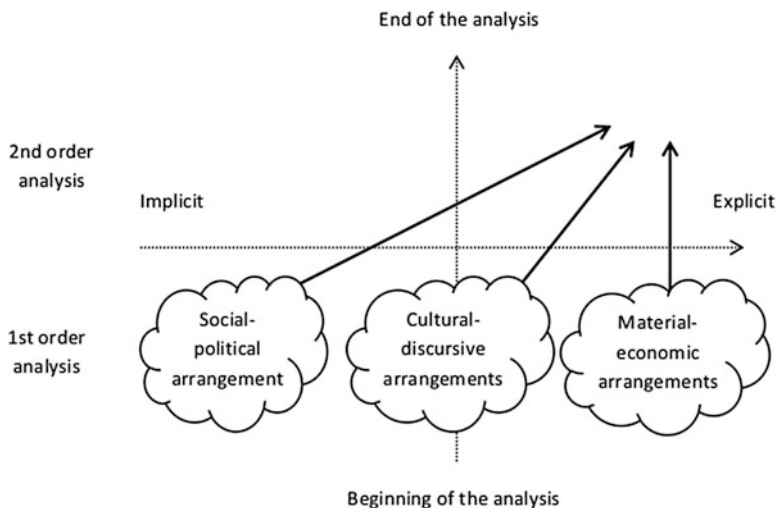 End of the analysis
2nd order
analysis
Implicit
Explicit
1st order
analysis
Social-
political
arrangement
Cultural-
discursive
arrangements
Material-
economic
arrangements
Beginning of the analysis